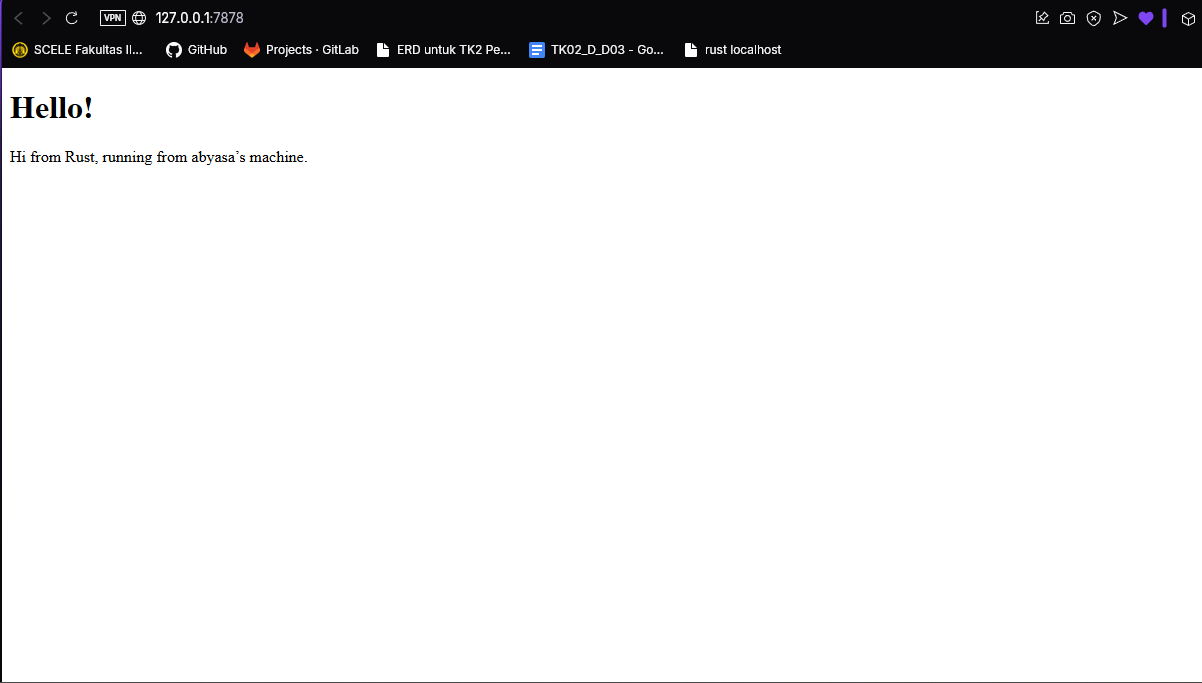 VPN 127.0.0.1:7878
SCELE Fakultas Il... GitHub Projects · GitLab ERD untuk TK2 Pe... TK02_D_D03 - Go... rust localhost
Hello!
Hi from Rust, running from abyasa’s machine.